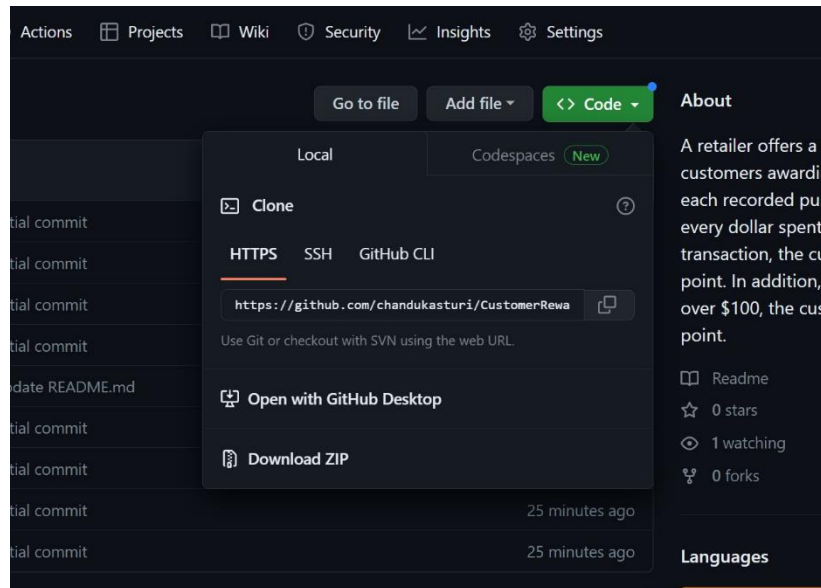 Actions Projects Wiki Security Insights Settings
Go to file Add file Code
Local Codespaces New
Clone
HTTPS SSH GitHub CLI
https://github.com/chandukasturi/CustomerRewa
Use Git or checkout with SVN using the web URL.
Open with GitHub Desktop
Download ZIP
tial commit
tial commit
tial commit
tial commit
pdate README.md
tial commit
tial commit
tial commit 25 minutes ago
tial commit 25 minutes ago
About
A retailer offers a
customers awardi
each recorded pu
every dollar spent
transaction, the cu
point. In addition,
over $100, the cus
point.
Readme
0 stars
1 watching
0 forks
Languages